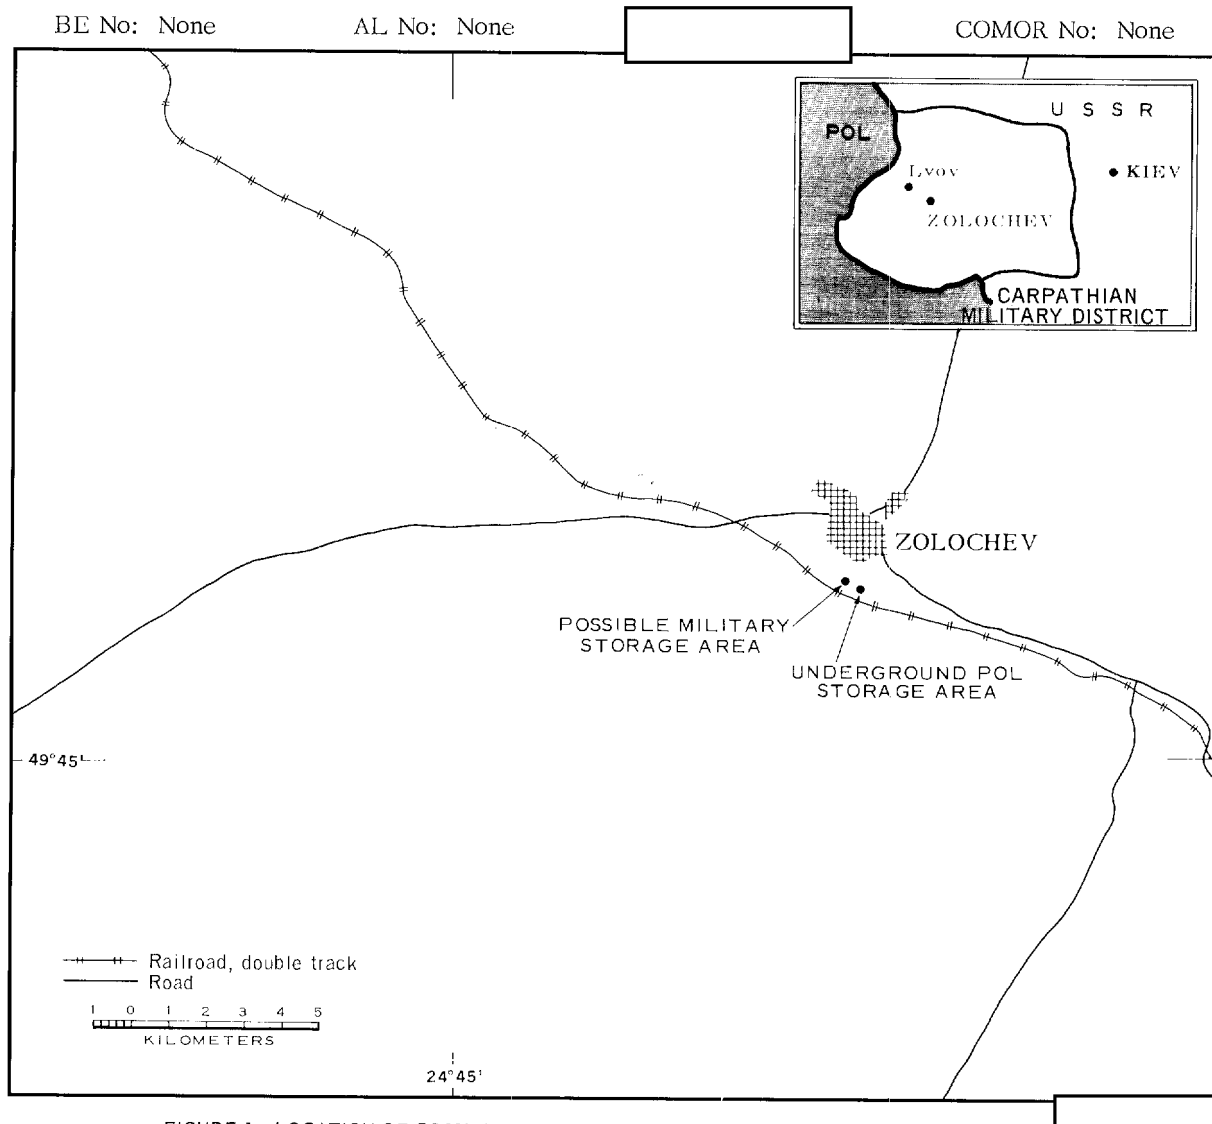 BE No: None AL No: None COMOR No: None
U S S R
POL
KIEV
Lvov
ZOLOCHEV
CARPATHIAN
MILITARY DISTRICT
ZOLOCHEV
POSSIBLE MILITARY
STORAGE AREA
UNDERGROUND POL
STORAGE AREA
49°45'
Railroad, double track
Road
1 0 1 2 3 4 5
KILOMETERS
24°45'